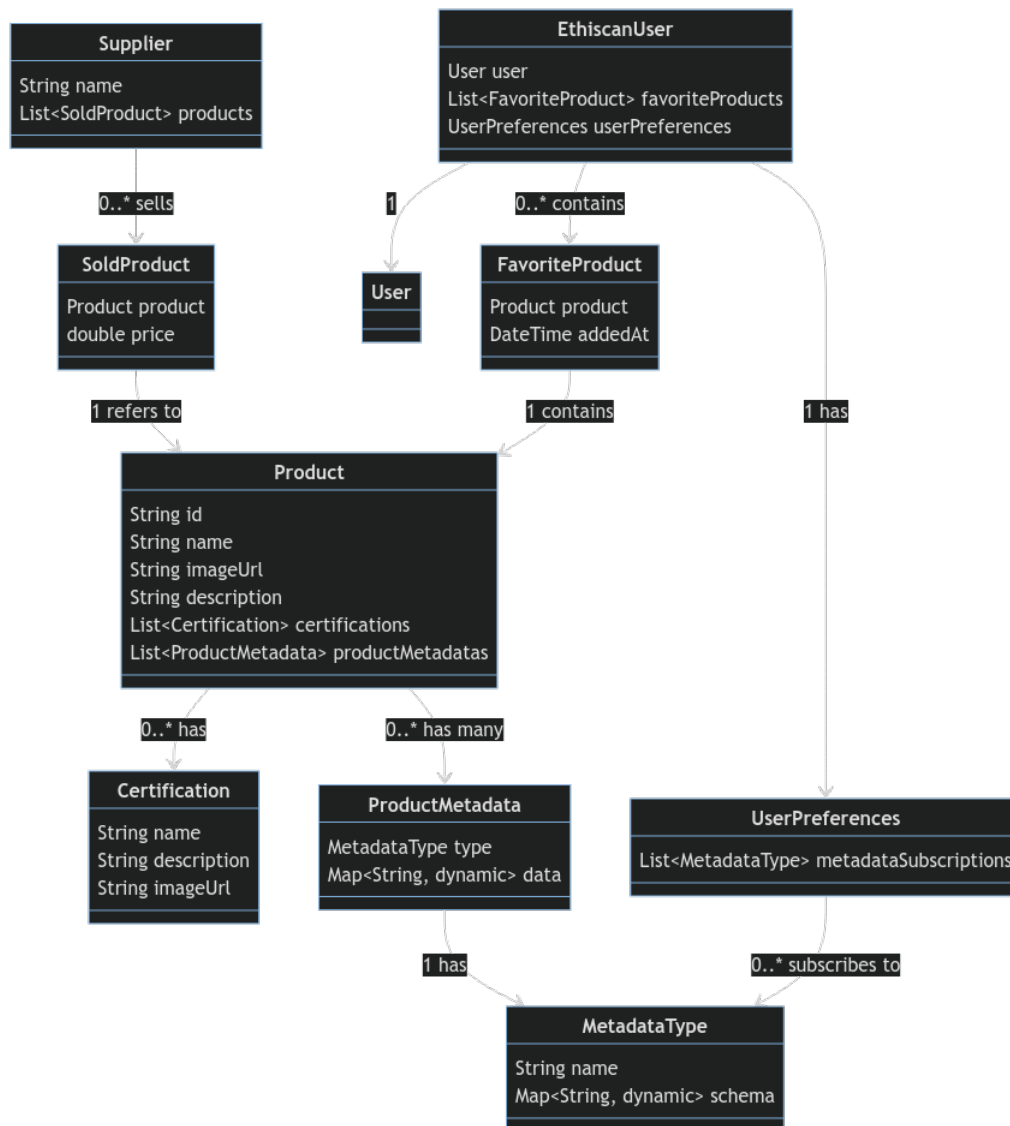 Supplier
String name
List<SoldProduct> products
EthiscanUser
User user
List<FavoriteProduct> favoriteProducts
UserPreferences userPreferences
0..* sells
1
0..* contains
SoldProduct
Product product
double price
User
FavoriteProduct
Product product
DateTime addedAt
1 refers to
1 contains
1 has
Product
String id
String name
String imageUrl
String description
List<Certification> certifications
List<ProductMetadata> productMetadatas
0..* has
0..* has many
Certification
String name
String description
String imageUrl
ProductMetadata
MetadataType type
Map<String, dynamic> data
UserPreferences
List<MetadataType> metadataSubscriptions
1 has
0..* subscribes to
MetadataType
String name
Map<String, dynamic> schema